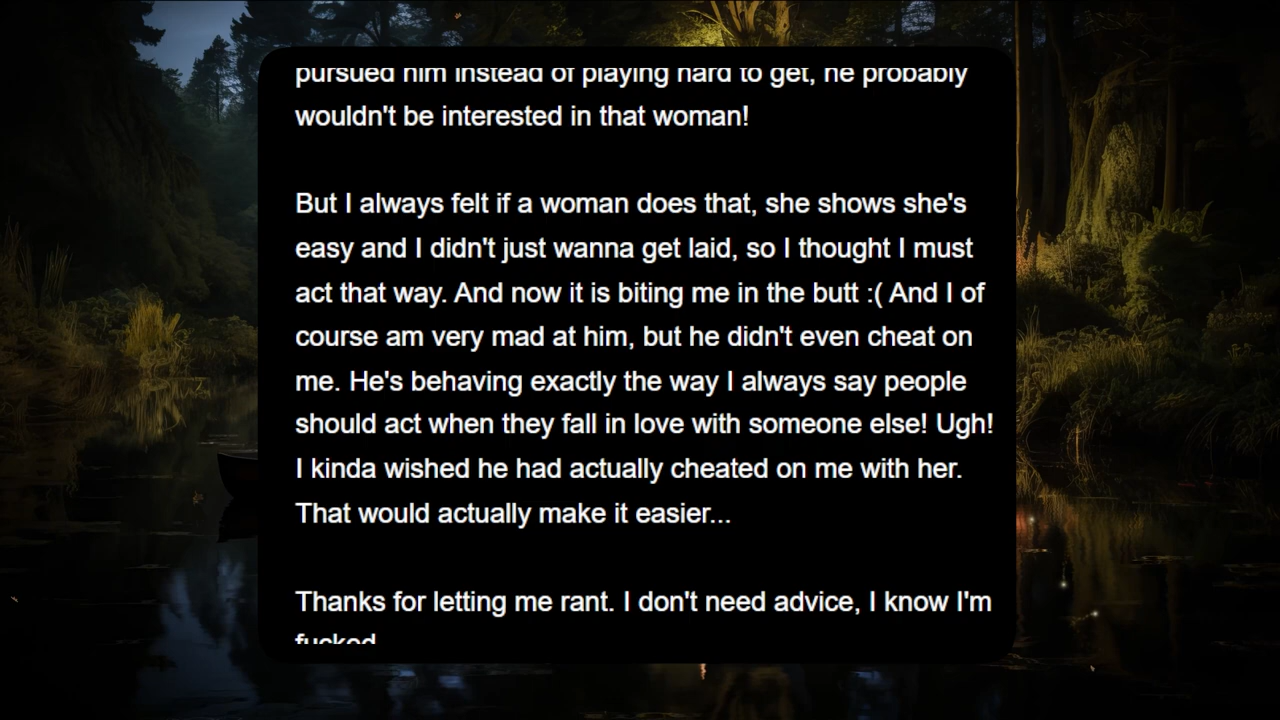 pursued him instead of playing hard to get, he probably
wouldn't be interested in that woman!
But I always felt if a woman does that, she shows she's
easy and I didn't just wanna get laid, so I thought I must
act that way. And now it is biting me in the butt :( And I of
course am very mad at him, but he didn't even cheat on
me. He's behaving exactly the way I always say people
should act when they fall in love with someone else! Ugh!
I kinda wished he had actually cheated on me with her.
That would actually make it easier...
Thanks for letting me rant. I don't need advice, I know I'm
fucked